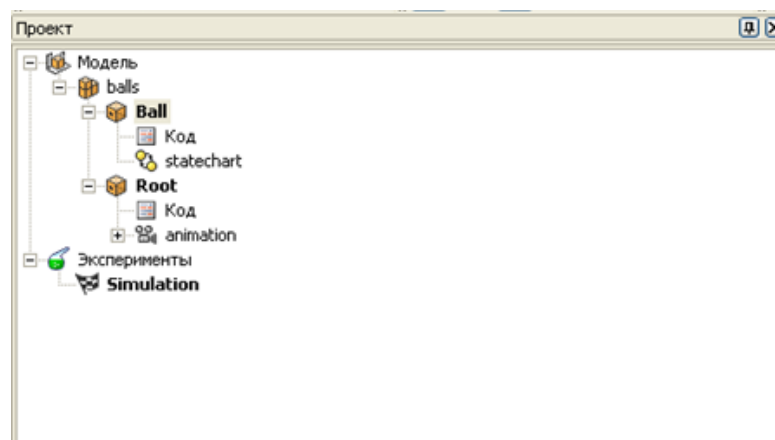 Проект
Модель
balls
Ball
Код
statechart
Root
Код
animation
Эксперименты
Simulation